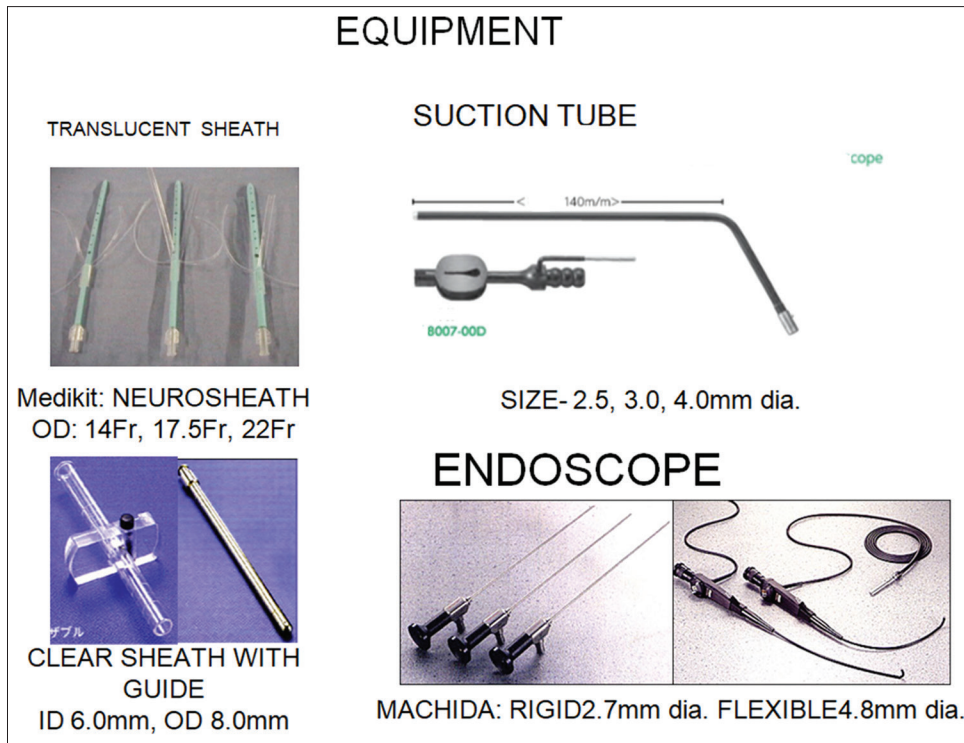 EQUIPMENT
TRANSLUCENT SHEATH
Medikit: NEUROSHEATH
OD: 14Fr, 17.5Fr, 22Fr
ザブル
CLEAR SHEATH WITH
GUIDE
ID 6.0mm, OD 8.0mm
SUCTION TUBE
cope
< 140m/m>
8007-00D
SIZE- 2.5, 3.0, 4.0mm dia.
ENDOSCOPE
MACHIDA: RIGID2.7mm dia. FLEXIBLE4.8mm dia.